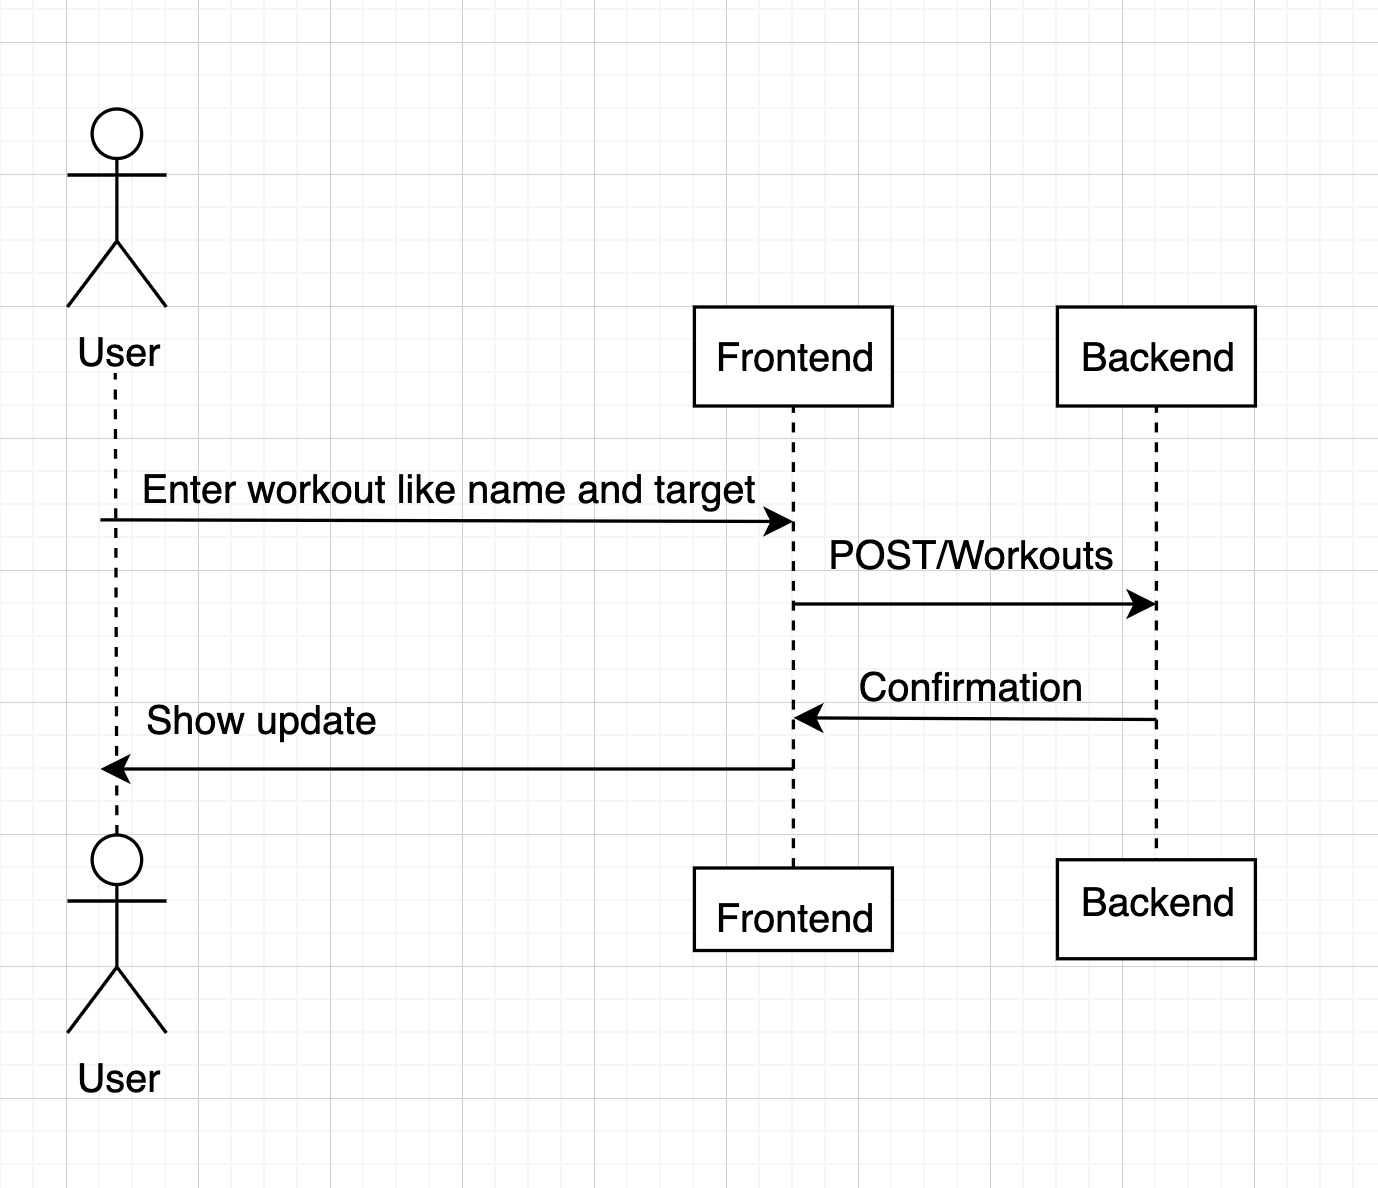 User
Frontend
Backend
Enter workout like name and target
POST/Workouts
Confirmation
Show update
Frontend
Backend
User